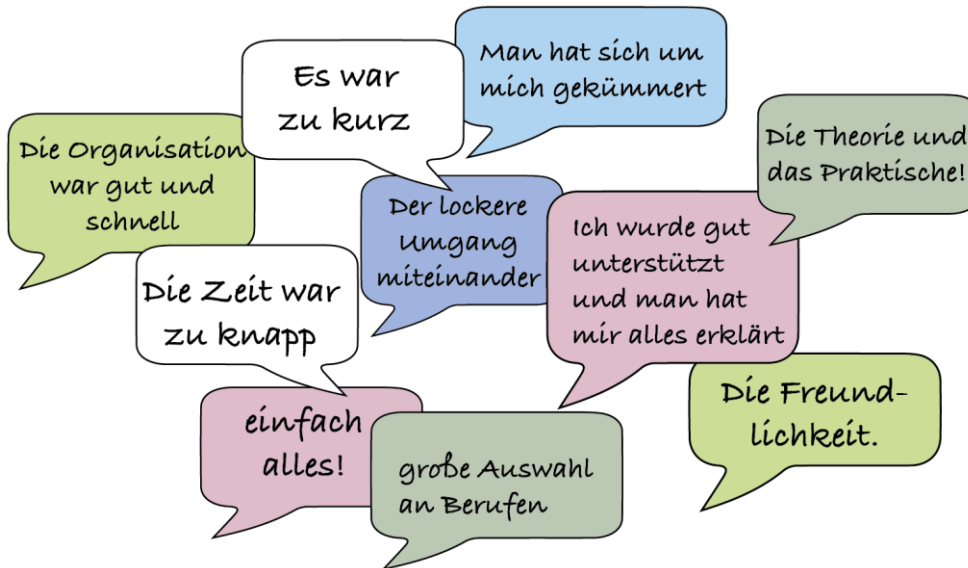 Man hat sich um
mich gekümmert
Es war
zu kurz
Die Theorie und
das Praktische!
Die Organisation
war gut und
schnell
Der lockere
Umgang
miteinander
Ich wurde gut
unterstützt
und man hat
mir alles erklärt
Die Zeit war
zu knapp
Die Freund-
lichkeit.
einfach
alles!
große Auswahl
an Berufen